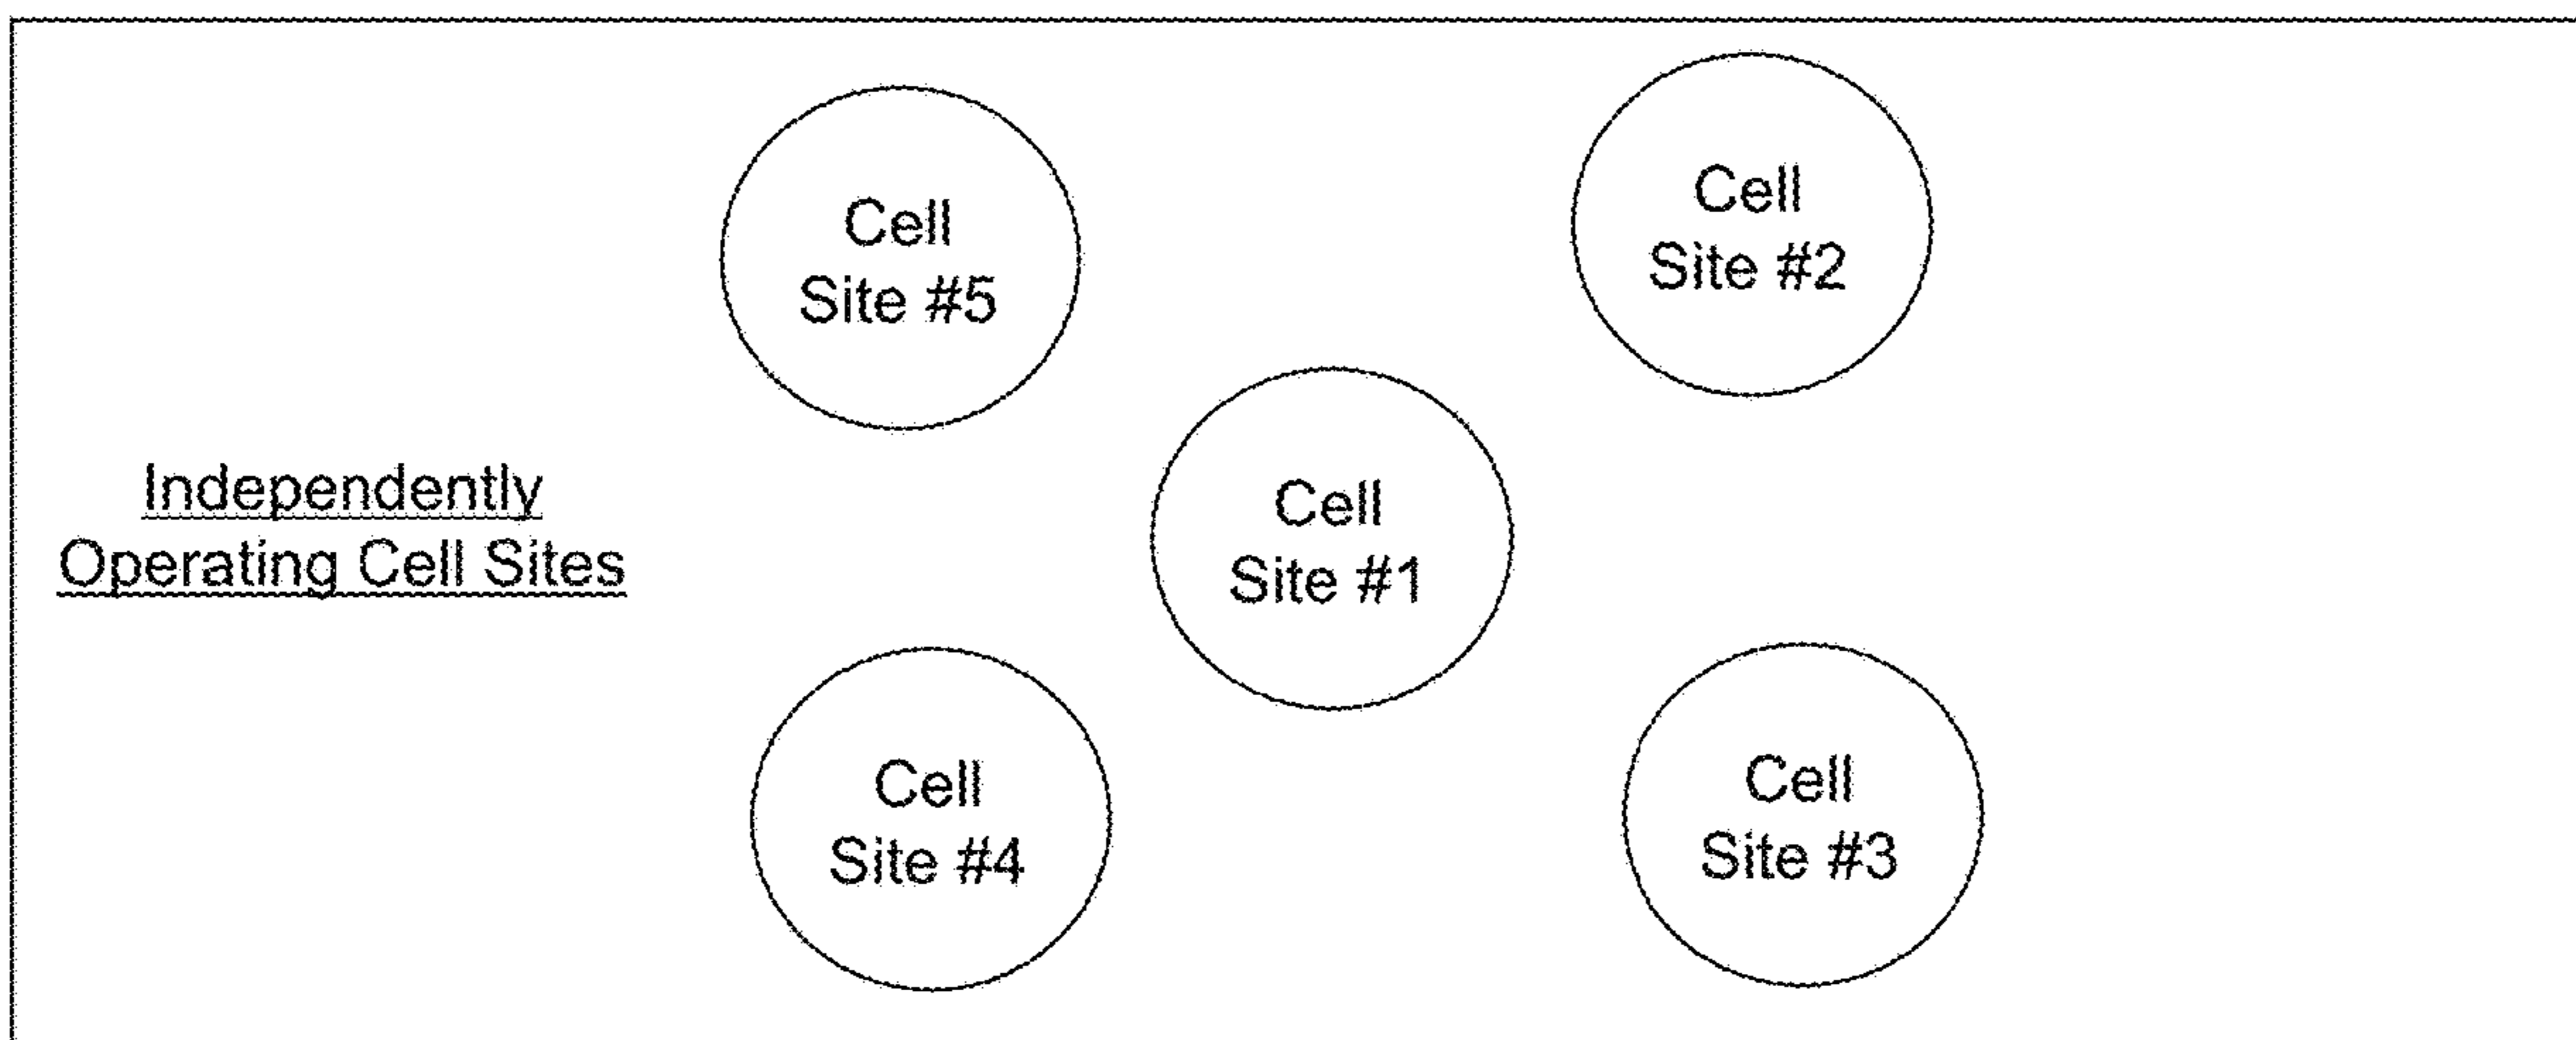 Cell
Site #5
Cell
Site #2
Independently
Operating Cell Sites
Cell
Site #1
Cell
Site #4
Cell
Site #3